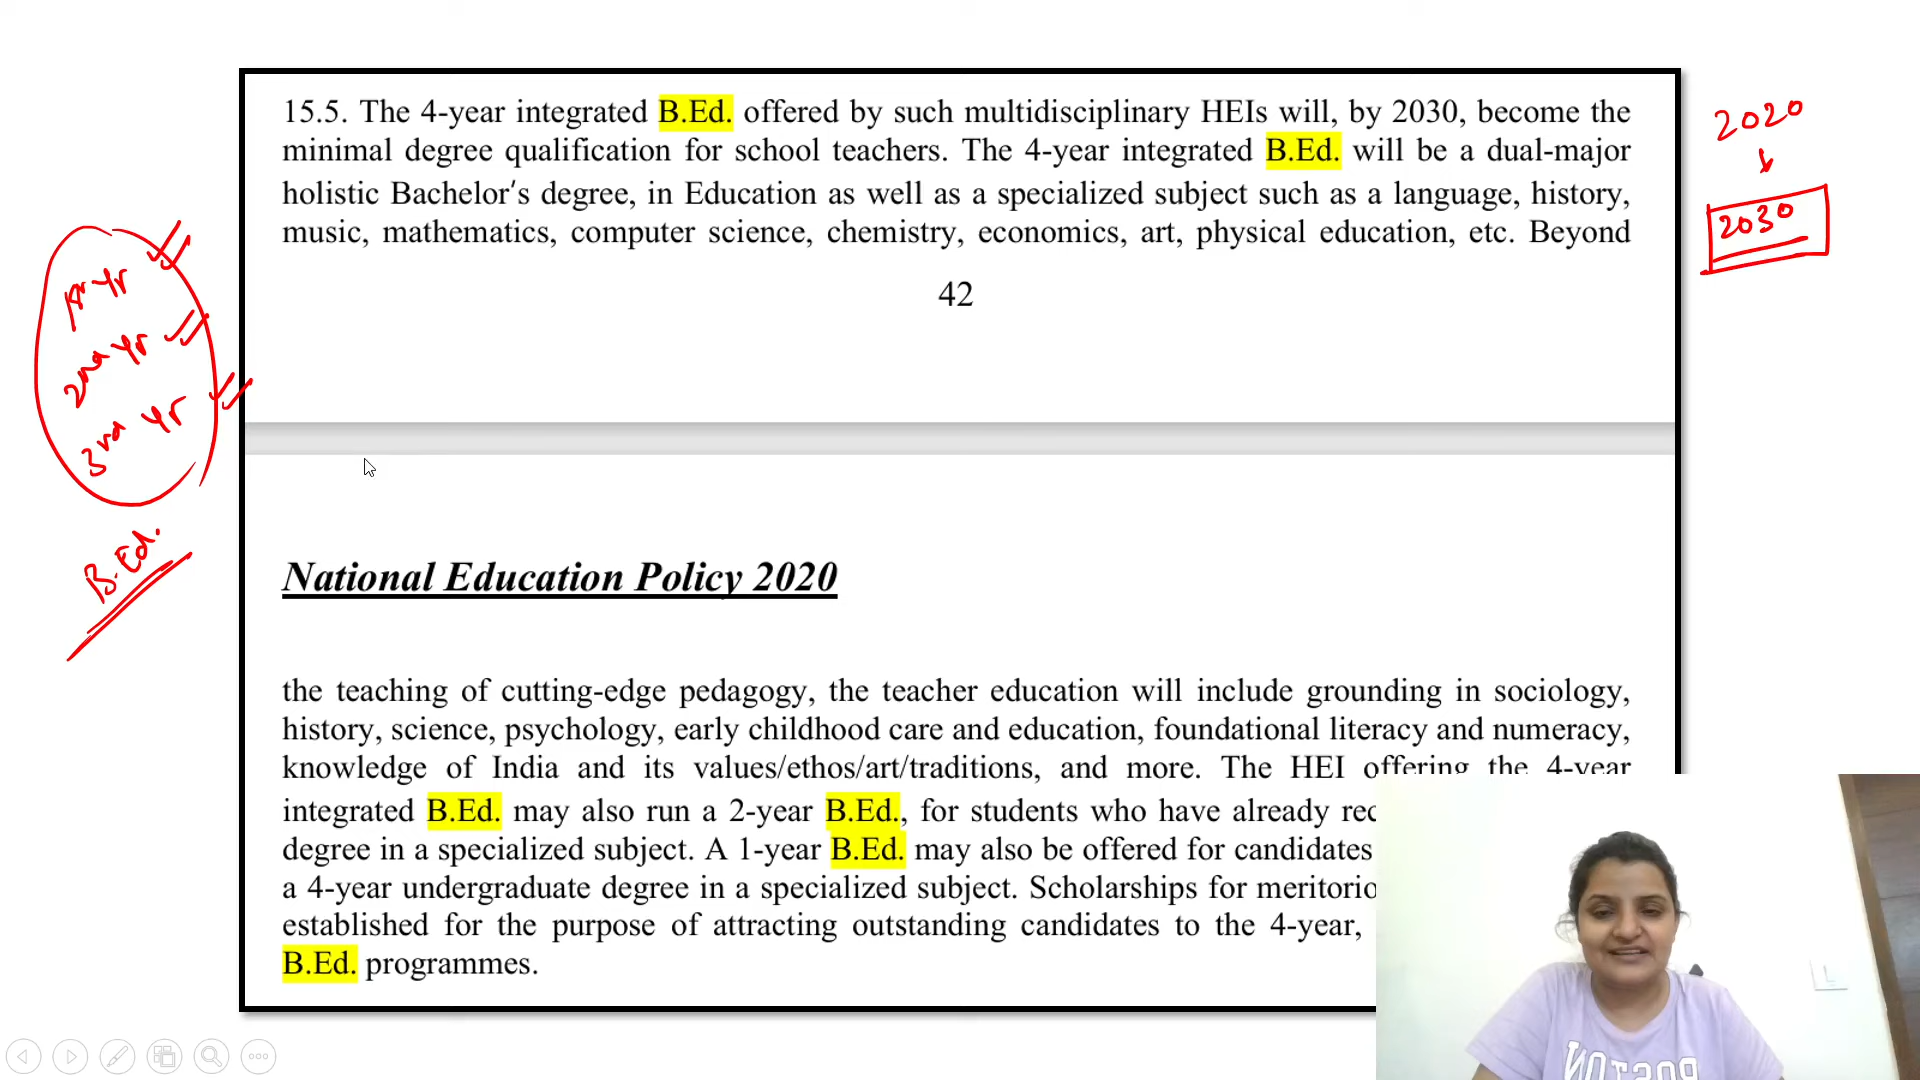 15.5. The 4-year integrated B.Ed. offered by such multidisciplinary HEIs will, by 2030, become the
minimal degree qualification for school teachers. The 4-year integrated B.Ed. will be a dual-major
holistic Bachelor's degree, in Education as well as a specialized subject such as a language, history,
music, mathematics, computer science, chemistry, economics, art, physical education, etc. Beyond
42
2020
2030
1st Yr
2nd Yr
3rd Yr
B.Ed.
National Education Policy 2020
the teaching of cutting-edge pedagogy, the teacher education will include grounding in sociology,
history, science, psychology, early childhood care and education, foundational literacy and numeracy,
knowledge of India and its values/ethos/art/traditions, and more. The HEI offering the 4-year
integrated B.Ed. may also run a 2-year B.Ed., for students who have already
degree in a specialized subject. A 1-year B.Ed. may also be offered for candidates
a 4-year undergraduate degree in a specialized subject. Scholarships for
established for the purpose of attracting outstanding candidates to the 4-year,
B.Ed. programmes.
BOSTON